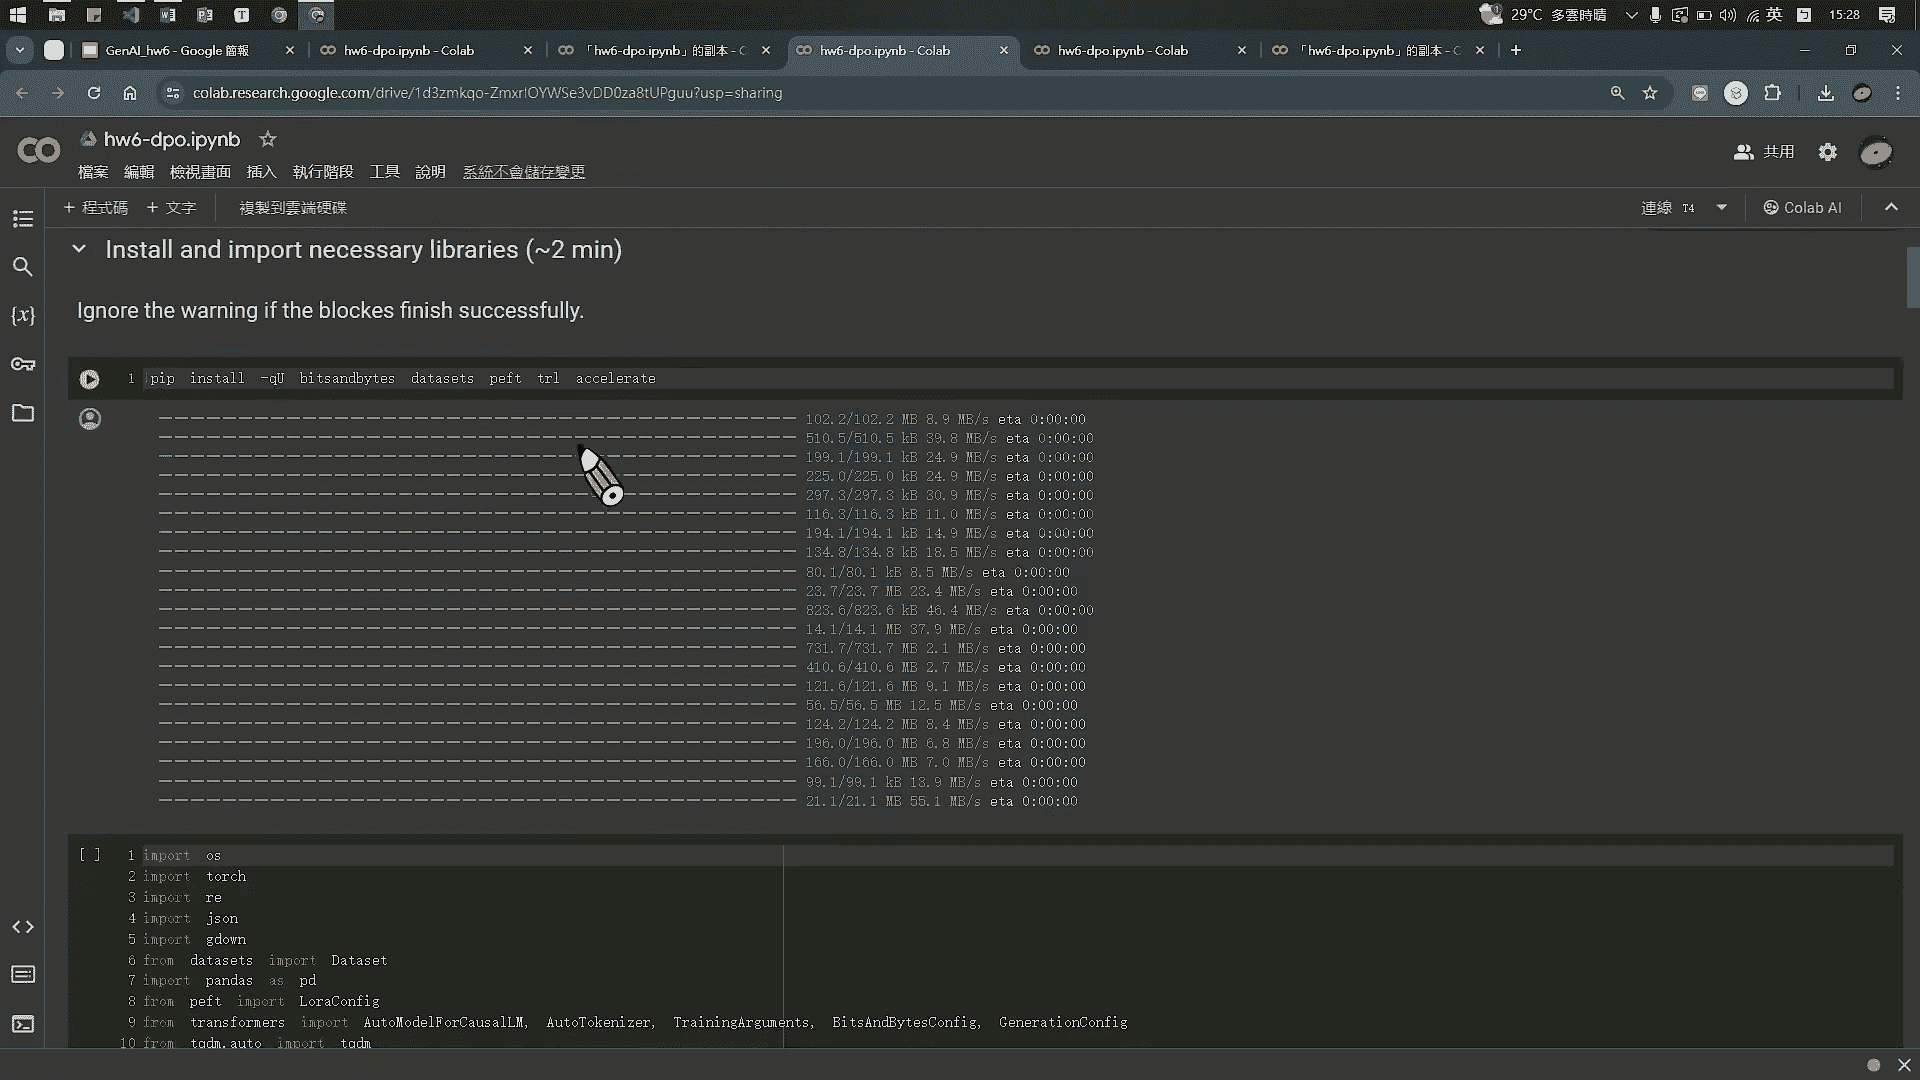 29°C 多雲時晴 英 15:28
GenAI_hw6 - Google 簡報
hw6-dpo.ipynb - Colab
「hw6-dpo.ipynb」的副本 - C
hw6-dpo.ipynb - Colab
hw6-dpo.ipynb - Colab
「hw6-dpo.ipynb」的副本 - C
colab.research.google.com/drive/1d3zmkqo-ZmxrIOYWSe3vDD0za8tUPguu?usp=sharing
hw6-dpo.ipynb
共用
檔案 編輯 檢視畫面 插入 執行階段 工具 說明 系統不會儲存變更
+ 程式碼 + 文字 複製到雲端硬碟 連線 T4 Colab AI
Install and import necessary libraries (~2 min)
Ignore the warning if the blockes finish successfully.
1 pip install -qU bitsandbytes datasets peft trl accelerate
102.2/102.2 MB 8.9 MB/s eta 0:00:00
510.5/510.5 kB 39.8 MB/s eta 0:00:00
199.1/199.1 kB 24.9 MB/s eta 0:00:00
225.0/225.0 kB 24.9 MB/s eta 0:00:00
297.3/297.3 kB 30.9 MB/s eta 0:00:00
116.3/116.3 kB 11.0 MB/s eta 0:00:00
194.1/194.1 kB 14.9 MB/s eta 0:00:00
134.8/134.8 kB 18.5 MB/s eta 0:00:00
80.1/80.1 kB 8.5 MB/s eta 0:00:00
23.7/23.7 MB 23.4 MB/s eta 0:00:00
823.6/823.6 kB 46.4 MB/s eta 0:00:00
14.1/14.1 MB 37.9 MB/s eta 0:00:00
731.7/731.7 MB 2.1 MB/s eta 0:00:00
410.6/410.6 MB 2.7 MB/s eta 0:00:00
121.6/121.6 MB 9.1 MB/s eta 0:00:00
56.5/56.5 MB 12.5 MB/s eta 0:00:00
124.2/124.2 MB 8.4 MB/s eta 0:00:00
196.0/196.0 MB 6.8 MB/s eta 0:00:00
166.0/166.0 MB 7.0 MB/s eta 0:00:00
99.1/99.1 kB 13.9 MB/s eta 0:00:00
21.1/21.1 MB 55.1 MB/s eta 0:00:00
[ ] 1 import os
2 import torch
3 import re
4 import json
5 import gdown
6 from datasets import Dataset
7 import pandas as pd
8 from peft import LoraConfig
9 from transformers import AutoModelForCausalLM, AutoTokenizer, TrainingArguments, BitsAndBytesConfig, GenerationConfig
10 from tqdm.auto import tqdm